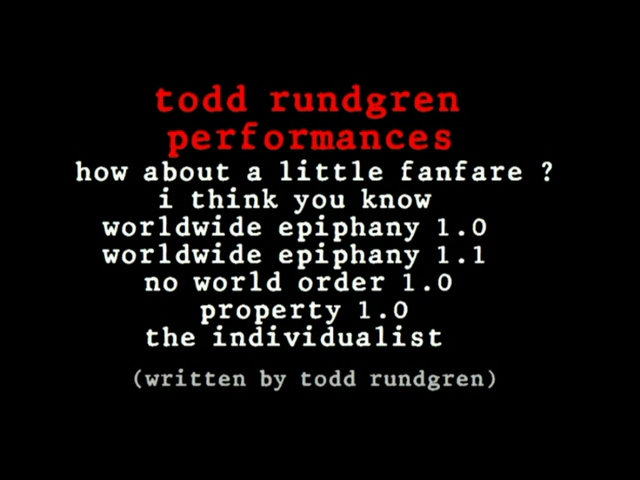 todd rundgren
performances
how about a little fanfare ?
i think you know
worldwide epiphany 1.0
worldwide epiphany 1.1
no world order 1.0
property 1.0
the individualist
(written by todd rundgren)